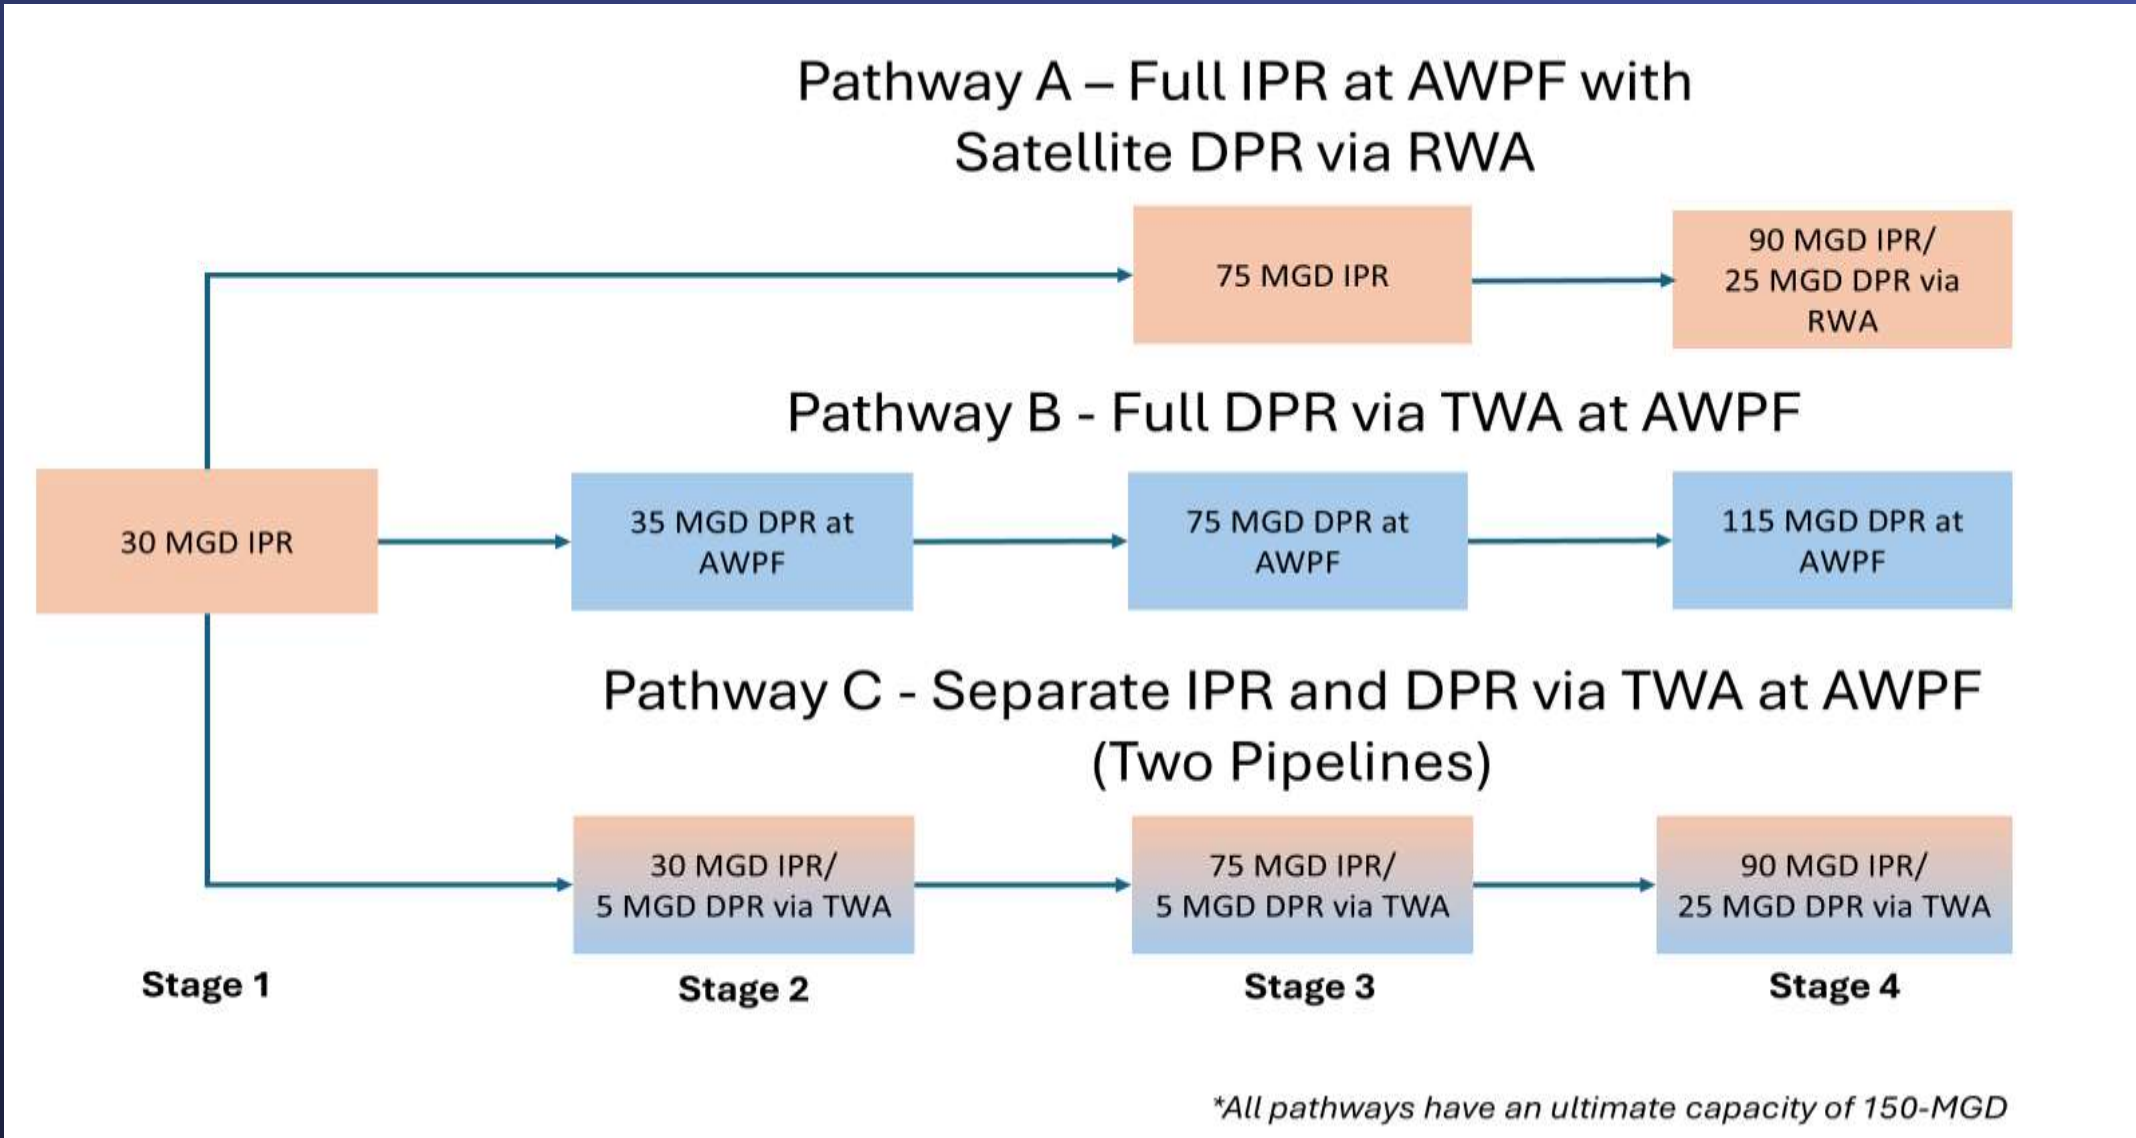 Pathway A – Full IPR at AWPF with
Satellite DPR via RWA
75 MGD IPR
90 MGD IPR/
25 MGD DPR via
RWA
Pathway B - Full DPR via TWA at AWPF
30 MGD IPR
35 MGD DPR at
AWPF
75 MGD DPR at
AWPF
115 MGD DPR at
AWPF
Pathway C - Separate IPR and DPR via TWA at AWPF
(Two Pipelines)
30 MGD IPR/
5 MGD DPR via TWA
75 MGD IPR/
5 MGD DPR via TWA
90 MGD IPR/
25 MGD DPR via TWA
Stage 1
Stage 2
Stage 3
Stage 4
*All pathways have an ultimate capacity of 150-MGD